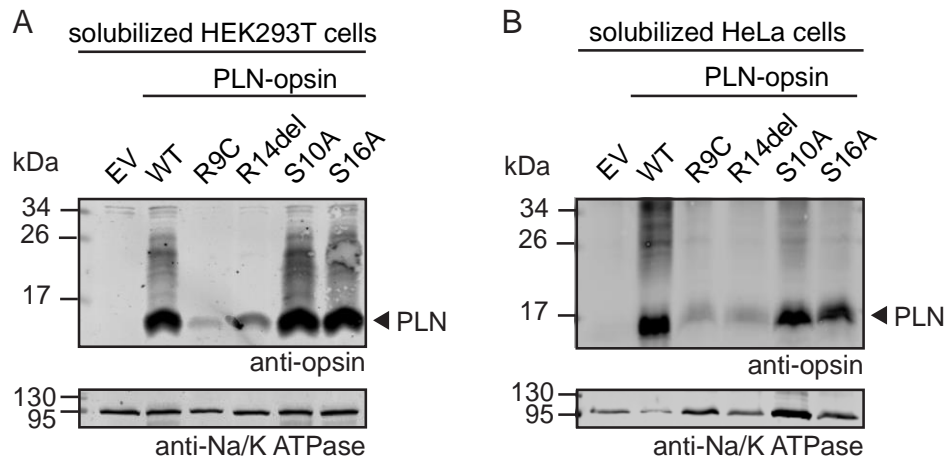 A
solubilized HEK293T cells
PLN-opsin
kDa
EV WT R9C R14del S10A S16A
34
26
17
PLN
anti-opsin
130
95
anti-Na/K ATPase
B
solubilized HeLa cells
PLN-opsin
kDa
EV WT R9C R14del S10A S16A
34
26
17
PLN
anti-opsin
130
95
anti-Na/K ATPase